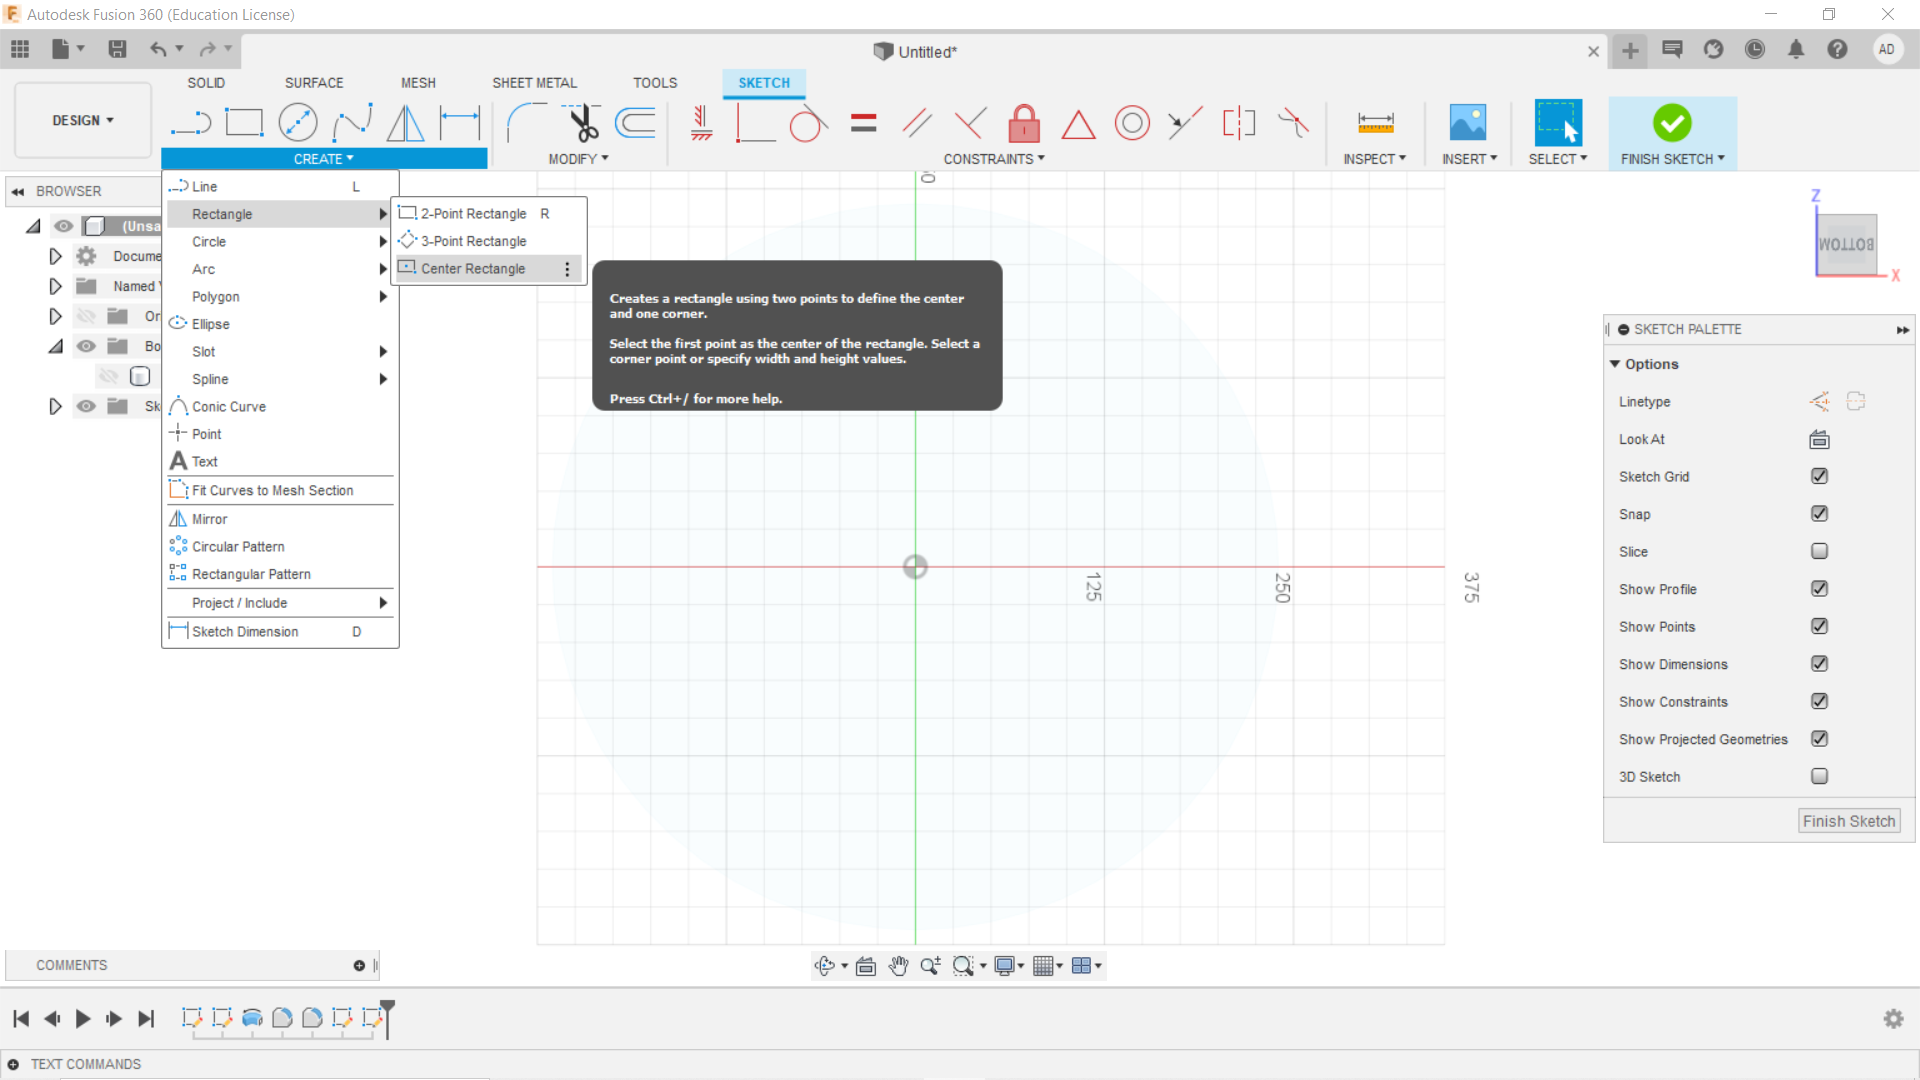 Autodesk Fusion 360 (Education License)
Untitled*
AD
DESIGN
SOLID
SURFACE
MESH
SHEET METAL
TOOLS
SKETCH
CREATE
MODIFY
CONSTRAINTS
INSPECT
INSERT
SELECT
FINISH SKETCH
BROWSER
(Unsa
Docume
Named
Or
Bo
Sk
Line L
Rectangle
Circle
Arc
Polygon
Ellipse
Slot
Spline
Conic Curve
Point
Text
Fit Curves to Mesh Section
Mirror
Circular Pattern
Rectangular Pattern
Project / Include
Sketch Dimension D
2-Point Rectangle R
3-Point Rectangle
Center Rectangle
Creates a rectangle using two points to define the center
and one corner.
Select the first point as the center of the rectangle. Select a
corner point or specify width and height values.
Press Ctrl+/ for more help.
125
250
375
Z
BOTTOM
X
SKETCH PALETTE
Options
Linetype
Look At
Sketch Grid
Snap
Slice
Show Profile
Show Points
Show Dimensions
Show Constraints
Show Projected Geometries
3D Sketch
Finish Sketch
COMMENTS
TEXT COMMANDS